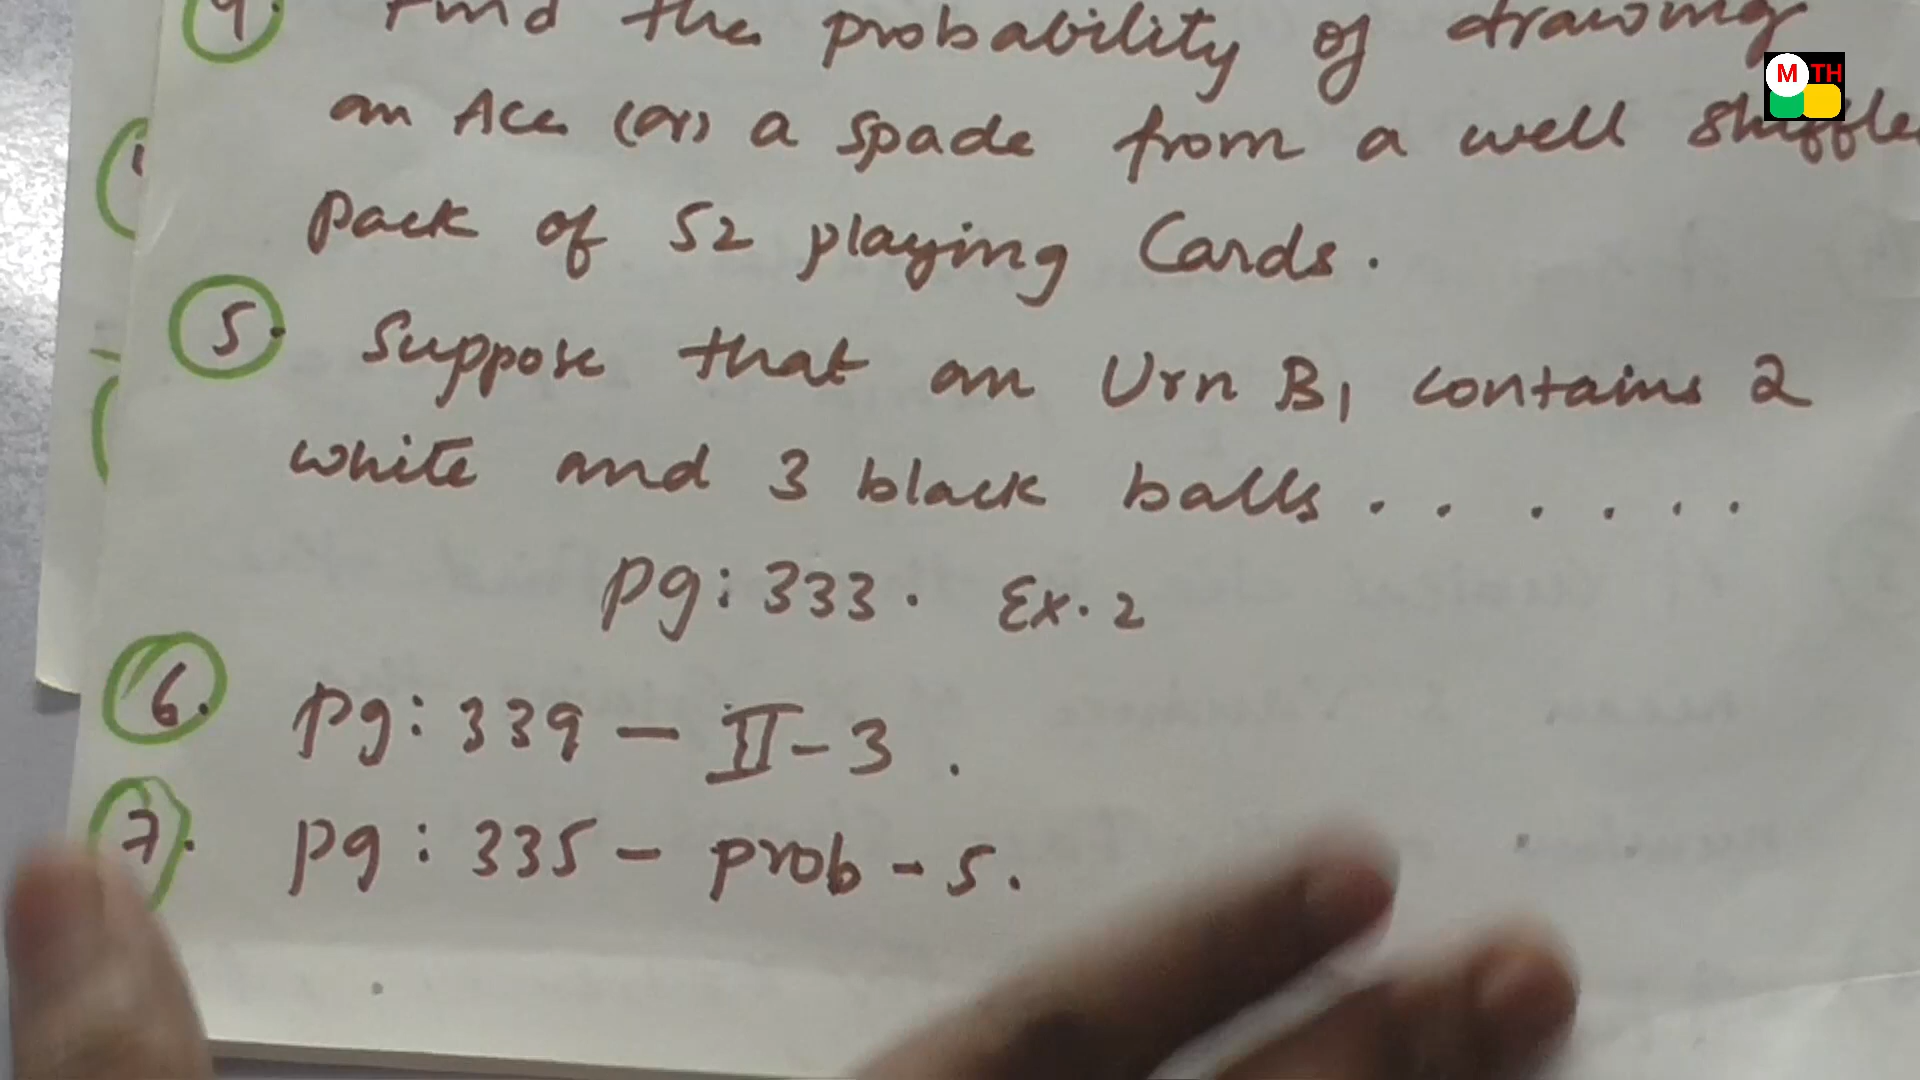 4. Find the probability of drawing
an Ace (or) a spade from a well shuffle
pack of 52 playing Cards.
5. Suppose that an Urn B1 contains 2
white and 3 black balls . . . . . .
pg: 333. Ex. 2
6. pg: 339 - II - 3.
7. pg: 335 - prob - 5.
M TH